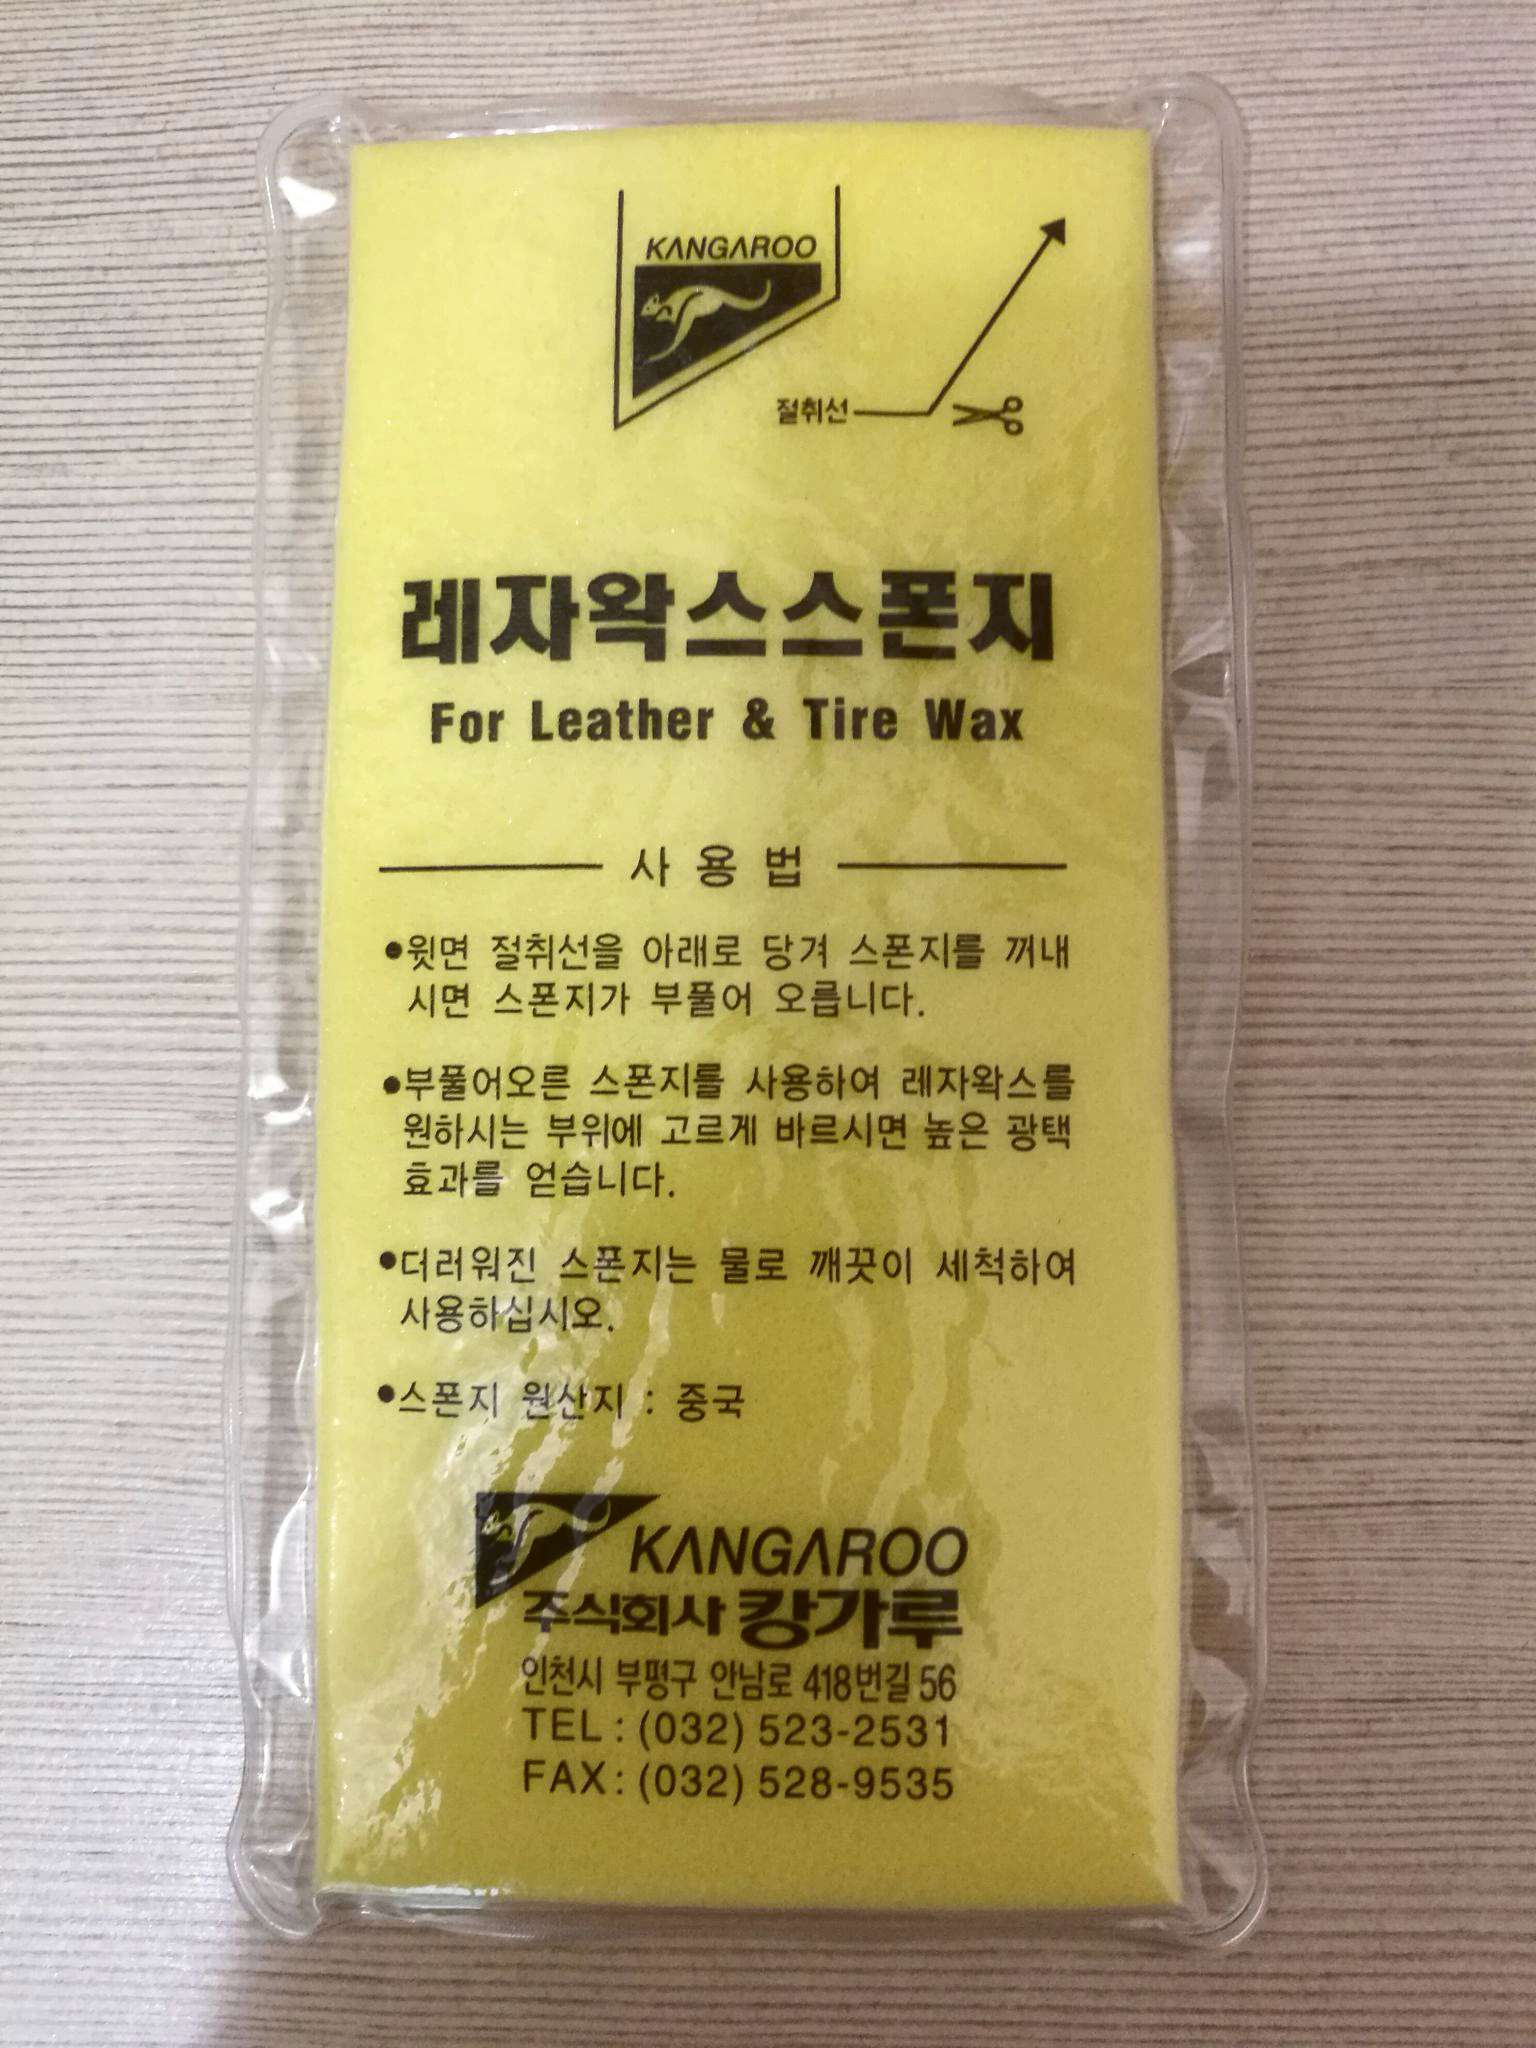 KANGAROO
절취선
레자왁스스폰지
For Leather & Tire Wax
사용법
•윗면 절취선을 아래로 당겨 스폰지를 꺼내
시면 스폰지가 부풀어 오릅니다.
•부풀어오른 스폰지를 사용하여 레자왁스를
원하시는 부위에 고르게 바르시면 높은 광택
효과를 얻습니다.
•더러워진 스폰지는 물로 깨끗이 세척하여
사용하십시오.
•스폰지 원산지 : 중국
KANGAROO
주식회사 캉가루
인천시 부평구 안남로 418번길 56
TEL : (032) 523-2531
FAX : (032) 528-9535